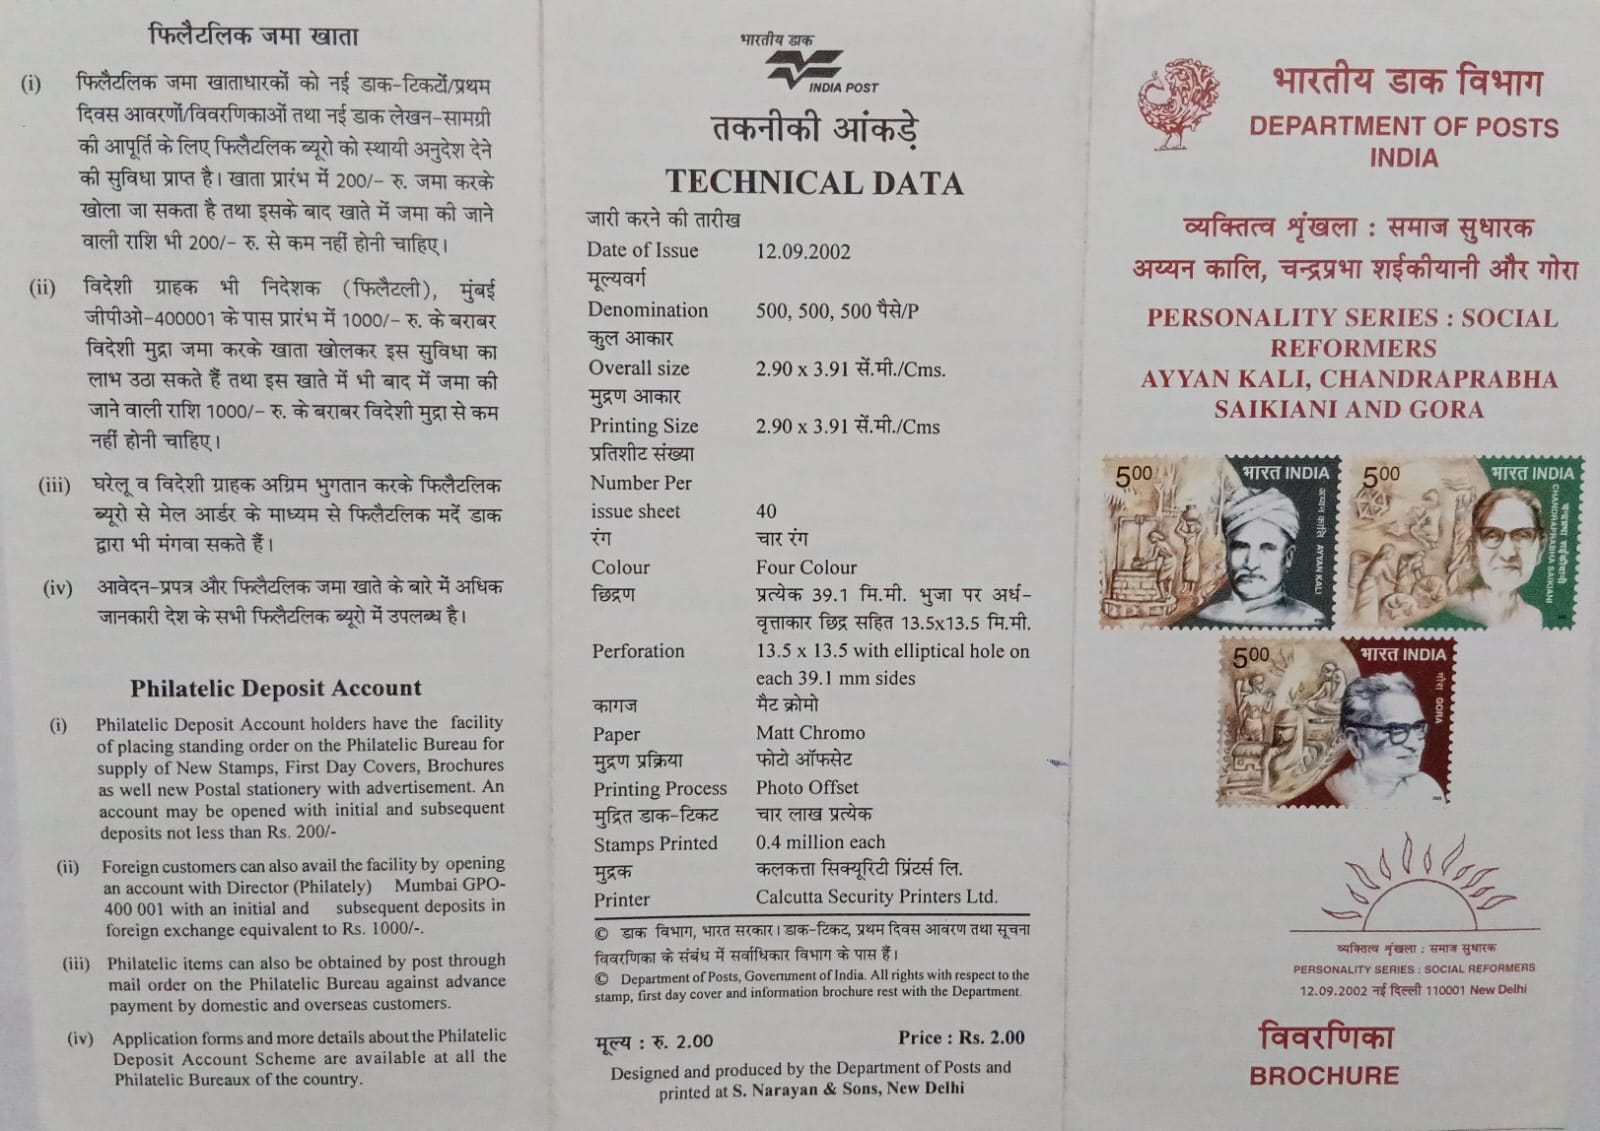 फिलैटलिक जमा खाता
(i) फिलैटलिक जमा खाताधारकों को नई डाक-टिकटों/प्रथम
दिवस आवरणों/विवरणिकाओं तथा नई डाक लेखन-सामग्री
की आपूर्ति के लिए फिलैटलिक ब्यूरो को स्थायी अनुदेश देने
की सुविधा प्राप्त है। खाता प्रारंभ में 200/- रु. जमा करके
खोला जा सकता है तथा इसके बाद खाते में जमा की जाने
वाली राशि भी 200/- रु. से कम नहीं होनी चाहिए।
(ii) विदेशी ग्राहक भी निदेशक (फिलैटली), मुंबई
जीपीओ-400001 के पास प्रारंभ में 1000/- रु. के बराबर
विदेशी मुद्रा जमा करके खाता खोलकर इस सुविधा का
लाभ उठा सकते हैं तथा इस खाते में भी बाद में जमा की
जाने वाली राशि 1000/- रु. के बराबर विदेशी मुद्रा से कम
नहीं होनी चाहिए।
(iii) घरेलू व विदेशी ग्राहक अग्रिम भुगतान करके फिलैटलिक
ब्यूरो से मेल आर्डर के माध्यम से फिलैटलिक मदें डाक
द्वारा भी मंगवा सकते हैं।
(iv) आवेदन-प्रपत्र और फिलैटलिक जमा खाते के बारे में अधिक
जानकारी देश के सभी फिलैटलिक ब्यूरो में उपलब्ध है।
Philatelic Deposit Account
(i) Philatelic Deposit Account holders have the facility
of placing standing order on the Philatelic Bureau for
supply of New Stamps, First Day Covers, Brochures
as well new Postal stationery with advertisement. An
account may be opened with initial and subsequent
deposits not less than Rs. 200/-
(ii) Foreign customers can also avail the facility by opening
an account with Director (Philately) Mumbai GPO-
400 001 with an initial and subsequent deposits in
foreign exchange equivalent to Rs. 1000/-.
(iii) Philatelic items can also be obtained by post through
mail order on the Philatelic Bureau against advance
payment by domestic and overseas customers.
(iv) Application forms and more details about the Philatelic
Deposit Account Scheme are available at all the
Philatelic Bureaux of the country.
भारतीय डाक
INDIA POST
तकनीकी आंकड़े
TECHNICAL DATA
जारी करने की तारीख
Date of Issue 12.09.2002
मूल्यवर्ग
Denomination 500, 500, 500 पैसे/P
कुल आकार
Overall size 2.90 x 3.91 सें.मी./Cms.
मुद्रण आकार
Printing Size 2.90 x 3.91 सें.मी./Cms
प्रतिशीट संख्या
Number Per
issue sheet 40
रंग चार रंग
Colour Four Colour
छिद्रण प्रत्येक 39.1 मि.मी. भुजा पर अर्ध-
वृत्ताकार छिद्र सहित 13.5x13.5 मि.मी.
Perforation 13.5 x 13.5 with elliptical hole on
each 39.1 mm sides
कागज मैट क्रोमो
Paper Matt Chromo
मुद्रण प्रक्रिया फोटो ऑफसेट
Printing Process Photo Offset
मुद्रित डाक-टिकट चार लाख प्रत्येक
Stamps Printed 0.4 million each
मुद्रक कलकत्ता सिक्यूरिटी प्रिंटर्स लि.
Printer Calcutta Security Printers Ltd.
© डाक विभाग, भारत सरकार। डाक-टिकट, प्रथम दिवस आवरण तथा सूचना
विवरणिका के संबंध में सर्वाधिकार विभाग के पास हैं।
© Department of Posts, Government of India. All rights with respect to the
stamp, first day cover and information brochure rest with the Department.
मूल्य : रु. 2.00 Price : Rs. 2.00
Designed and produced by the Department of Posts and
printed at S. Narayan & Sons, New Delhi
भारतीय डाक विभाग
DEPARTMENT OF POSTS
INDIA
व्यक्तित्व शृंखला : समाज सुधारक
अय्यन कालि, चन्द्रप्रभा शईकीयानी और गोरा
PERSONALITY SERIES : SOCIAL
REFORMERS
AYYAN KALI, CHANDRAPRABHA
SAIKIANI AND GORA
500 भारत INDIA
अय्यन कालि AYYAN KALI
500 भारत INDIA
चन्द्रप्रभा शईकीयानी
CHANDRAPRABHA SAIKIANI
500 भारत INDIA
गोरा GORA
व्यक्तित्व शृंखला : समाज सुधारक
PERSONALITY SERIES : SOCIAL REFORMERS
12.09.2002 नई दिल्ली 110001 New Delhi
विवरणिका
BROCHURE